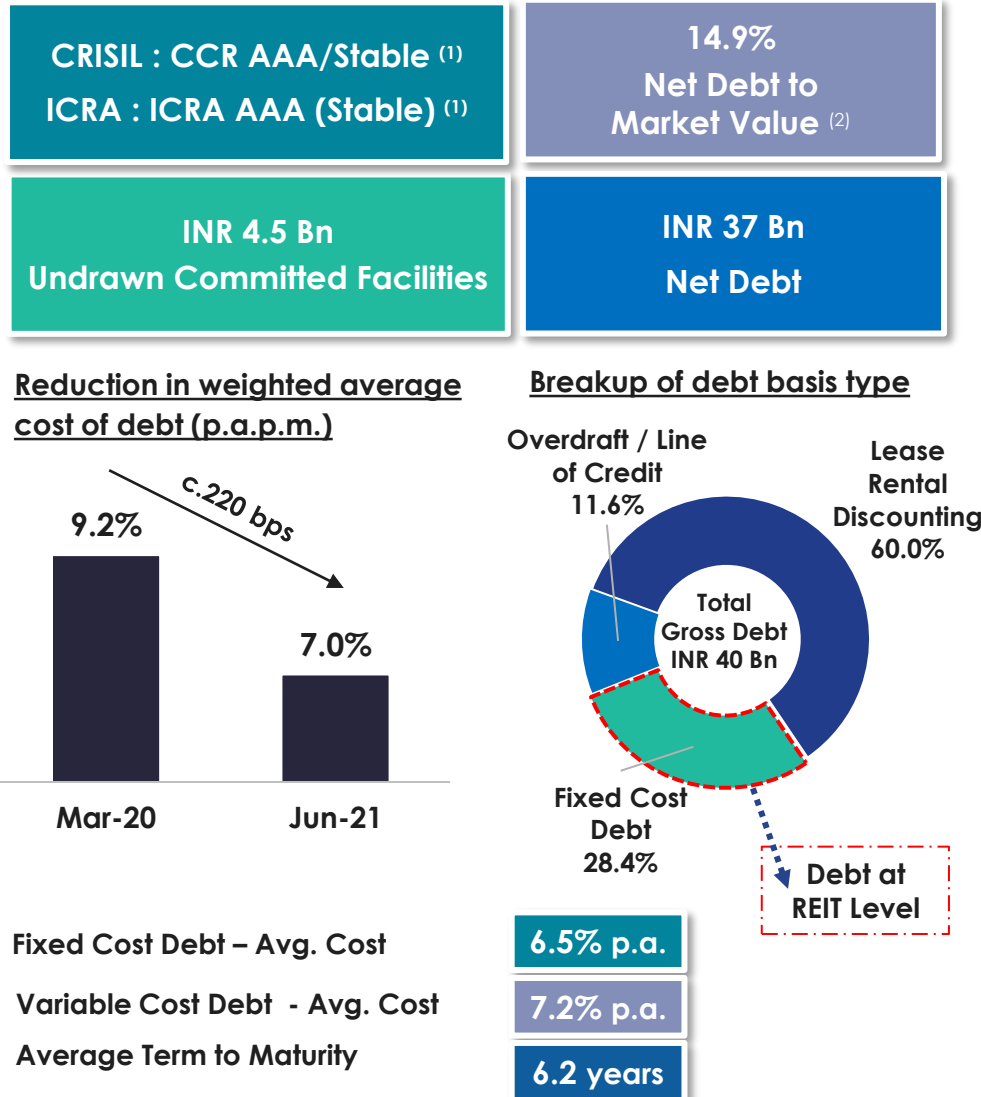 CRISIL : CCR AAA/Stable (1)
ICRA : ICRA AAA (Stable) (1)
14.9%
Net Debt to
Market Value (2)
INR 4.5 Bn
Undrawn Committed Facilities
INR 37 Bn
Net Debt
Reduction in weighted average
cost of debt (p.a.p.m.)
c.220 bps
9.2%
7.0%
Mar-20
Jun-21
Breakup of debt basis type
Overdraft / Line
of Credit
11.6%
Lease
Rental
Discounting
60.0%
Total
Gross Debt
INR 40 Bn
Fixed Cost
Debt
28.4%
Debt at
REIT Level
Fixed Cost Debt – Avg. Cost
6.5% p.a.
Variable Cost Debt - Avg. Cost
7.2% p.a.
Average Term to Maturity
6.2 years